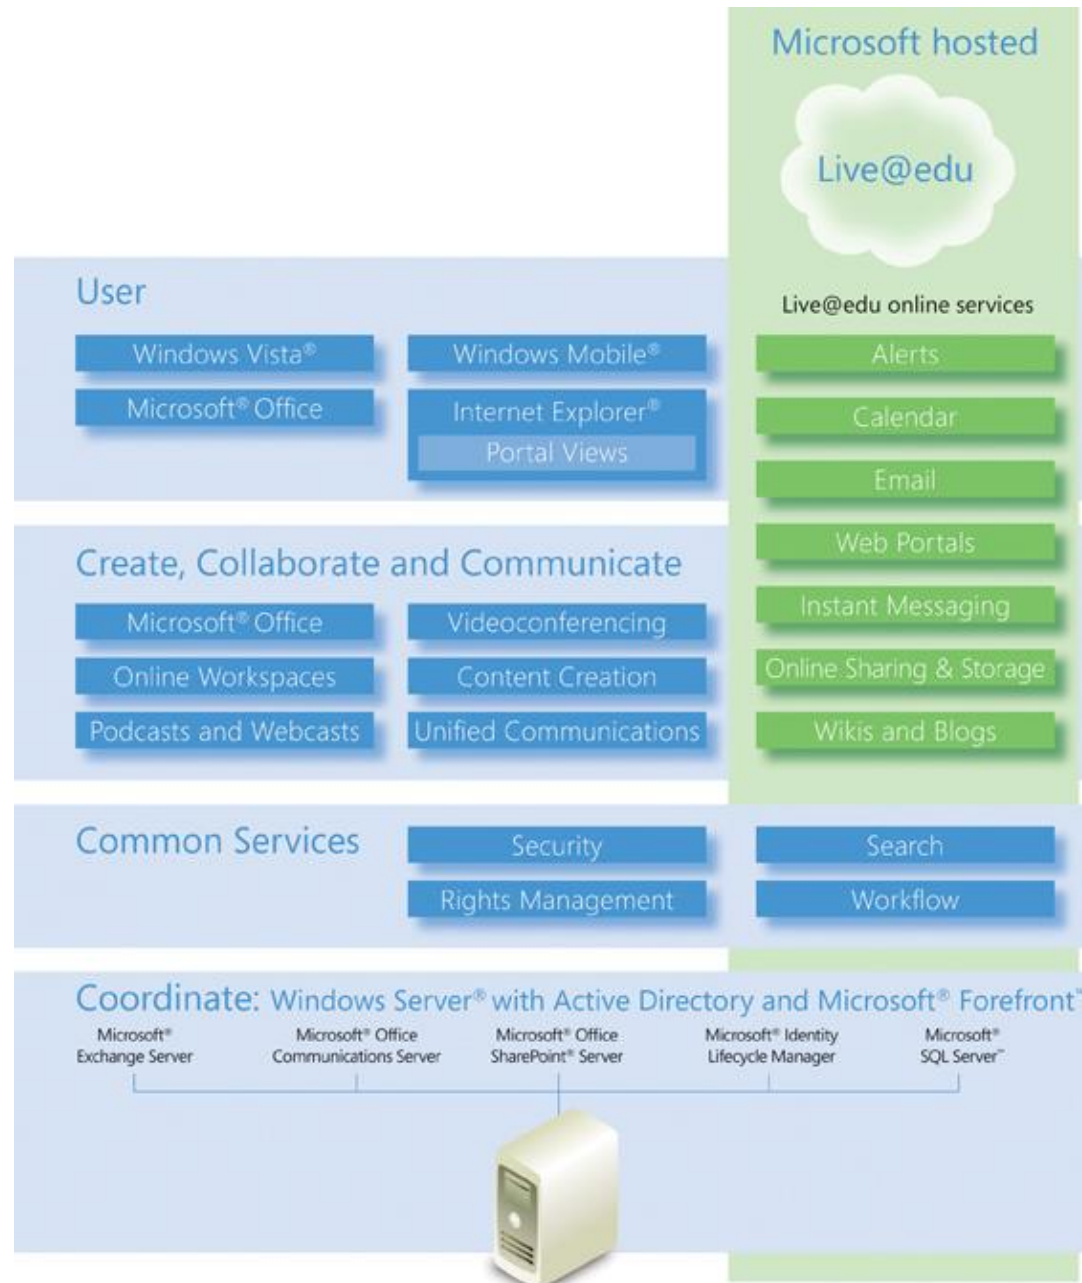 Microsoft hosted
Live@edu
User
Live@edu online services
Windows Vista®
Windows Mobile®
Alerts
Microsoft® Office
Internet Explorer®
Calendar
Portal Views
Email
Create, Collaborate and Communicate
Web Portals
Microsoft® Office
Videoconferencing
Instant Messaging
Online Workspaces
Content Creation
Online Sharing & Storage
Podcasts and Webcasts
Unified Communications
Wikis and Blogs
Common Services
Security
Search
Rights Management
Workflow
Coordinate: Windows Server® with Active Directory and Microsoft® Forefront™
Microsoft®
Exchange Server
Microsoft® Office
Communications Server
Microsoft® Office
SharePoint® Server
Microsoft® Identity
Lifecycle Manager
Microsoft®
SQL Server™